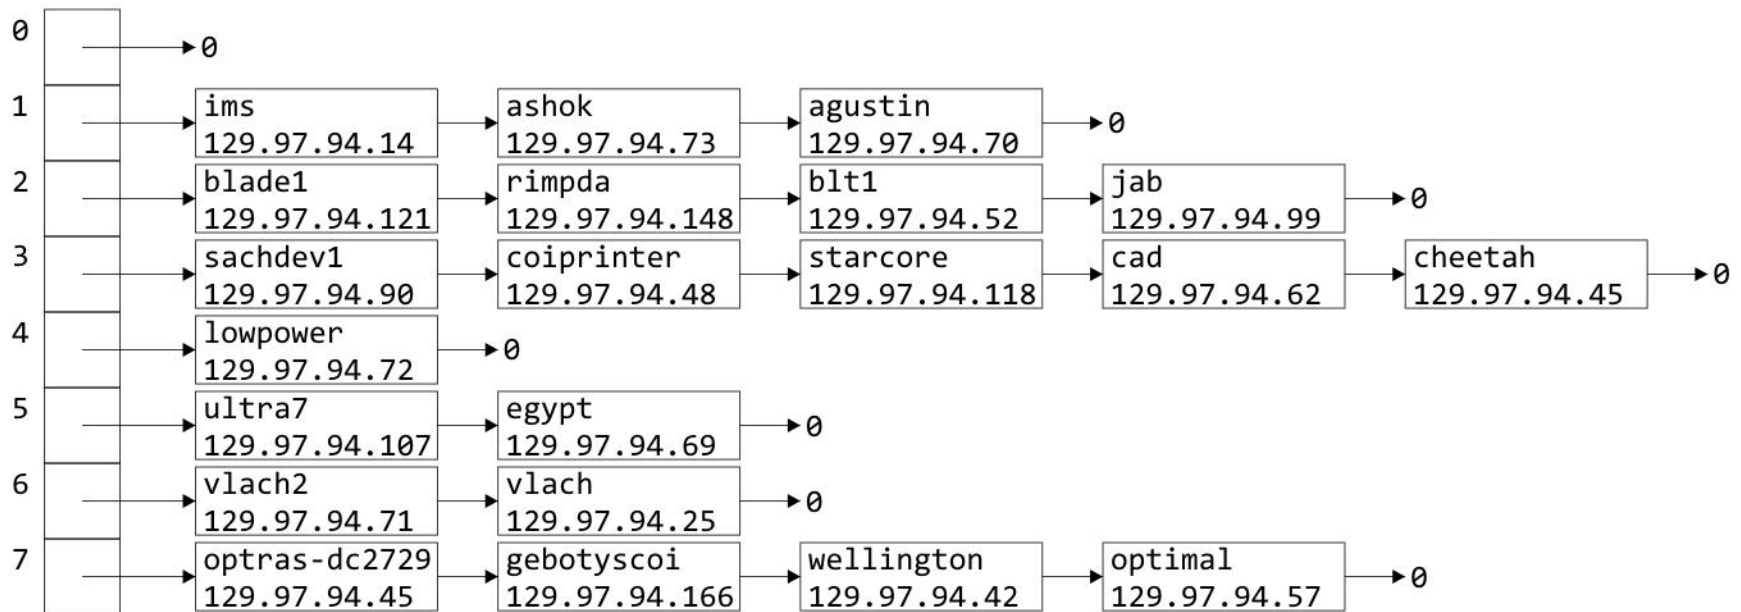 0
0
1
ims
129.97.94.14
ashok
129.97.94.73
agustin
129.97.94.70
0
2
blade1
129.97.94.121
rimpda
129.97.94.148
blt1
129.97.94.52
jab
129.97.94.99
0
3
sachdev1
129.97.94.90
coiprinter
129.97.94.48
starcore
129.97.94.118
cad
129.97.94.62
cheetah
129.97.94.45
0
4
lowpower
129.97.94.72
0
5
ultra7
129.97.94.107
egypt
129.97.94.69
0
6
vlach2
129.97.94.71
vlach
129.97.94.25
0
7
optras-dc2729
129.97.94.45
gebotyscoi
129.97.94.166
wellington
129.97.94.42
optimal
129.97.94.57
0